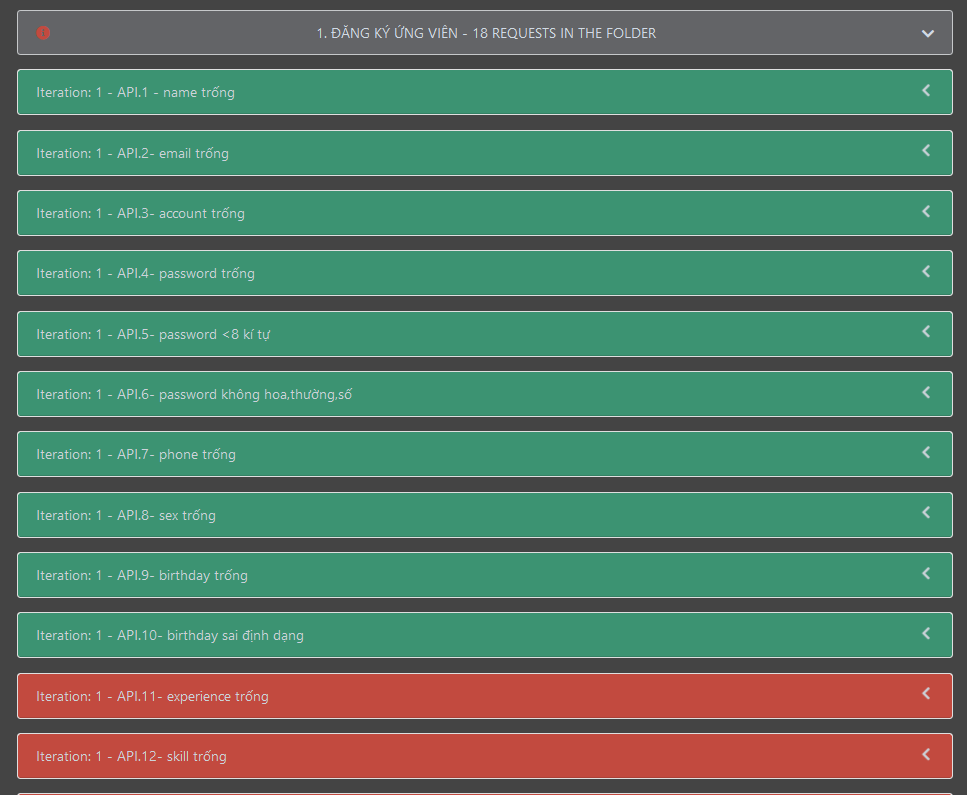 1. ĐĂNG KÝ ỨNG VIÊN - 18 REQUESTS IN THE FOLDER
Iteration: 1 - API.1 - name trống
Iteration: 1 - API.2- email trống
Iteration: 1 - API.3- account trống
Iteration: 1 - API.4- password trống
Iteration: 1 - API.5- password <8 kí tự
Iteration: 1 - API.6- password không hoa,thường,số
Iteration: 1 - API.7- phone trống
Iteration: 1 - API.8- sex trống
Iteration: 1 - API.9- birthday trống
Iteration: 1 - API.10- birthday sai định dạng
Iteration: 1 - API.11- experience trống
Iteration: 1 - API.12- skill trống